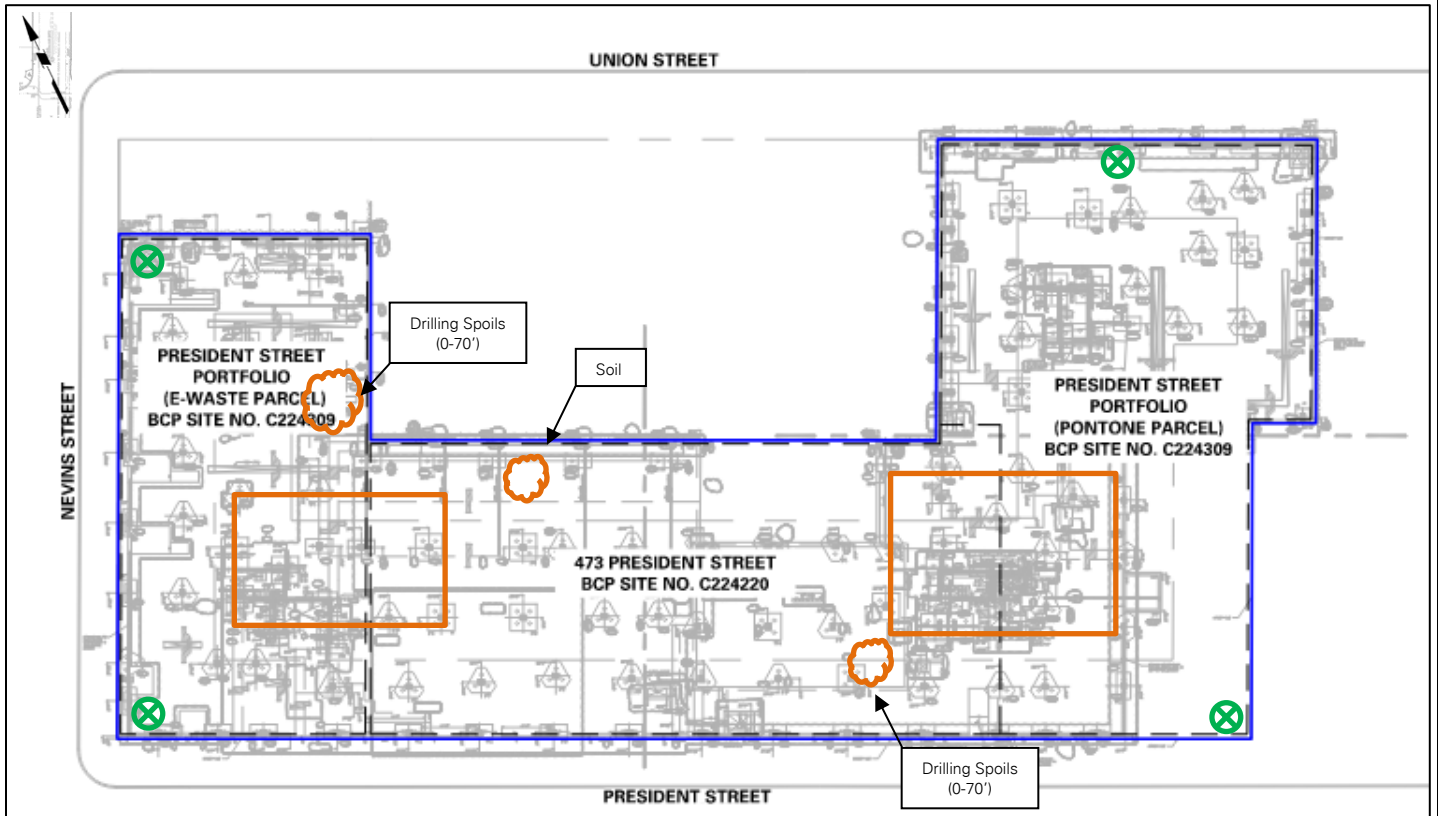 UNION STREET
Drilling Spoils
(0-70')
Soil
PRESIDENT STREET
PORTFOLIO
(E-WASTE PARCEL)
BCP SITE NO. C224309
PRESIDENT STREET
PORTFOLIO
(PONTONE PARCEL)
BCP SITE NO. C224309
NEVINS STREET
473 PRESIDENT STREET
BCP SITE NO. C224220
Drilling Spoils
(0-70')
PRESIDENT STREET